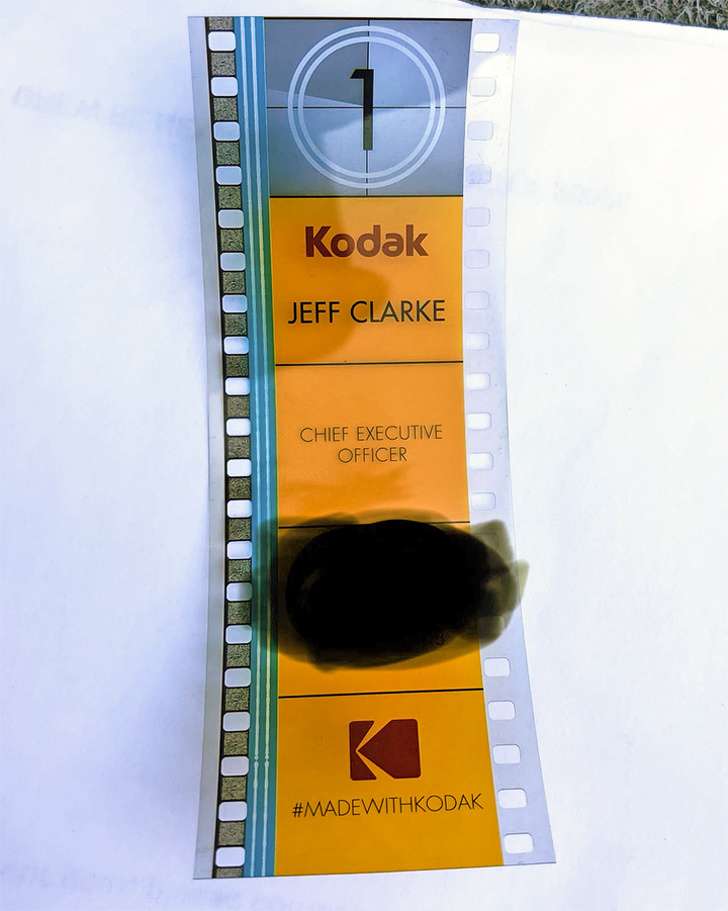 1
Kodak
JEFF CLARKE
CHIEF EXECUTIVE
OFFICER
#MADEWITHKODAK